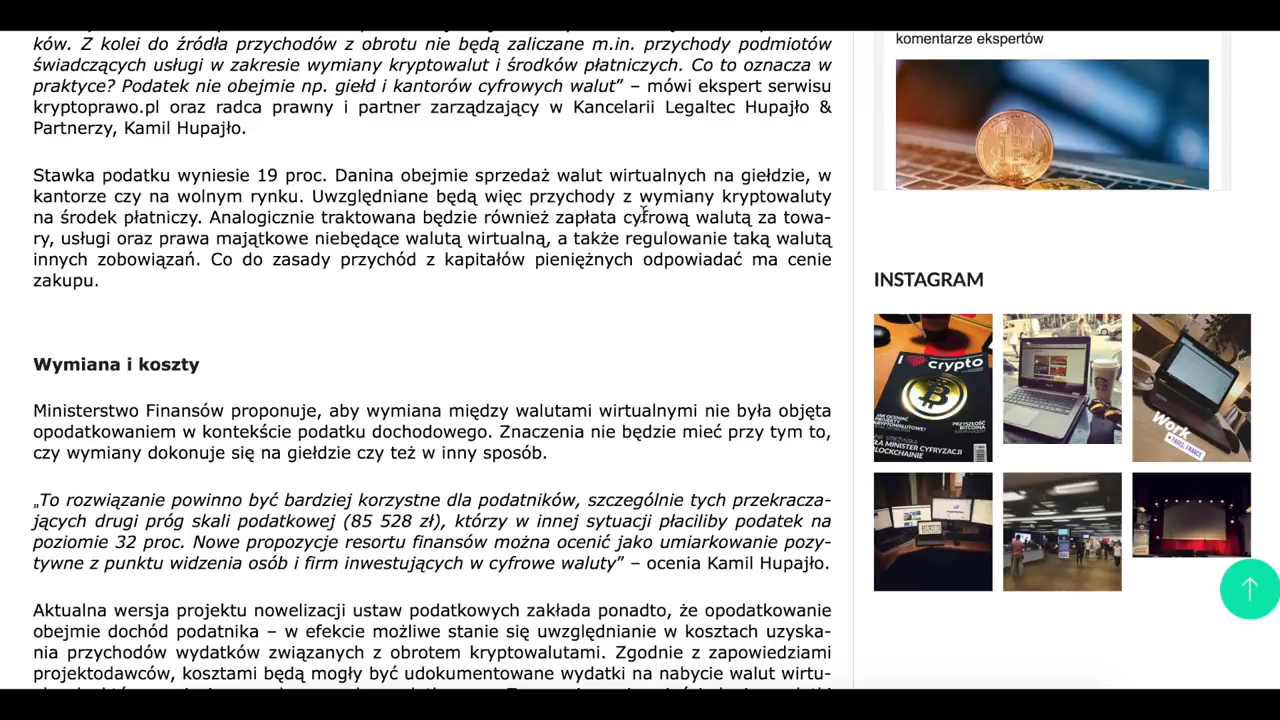 ków. Z kolei do źródła przychodów z obrotu nie będą zaliczane m.in. przychody podmiotów
świadczących usługi w zakresie wymiany kryptowalut i środków płatniczych. Co to oznacza w
praktyce? Podatek nie obejmie np. giełd i kantorów cyfrowych walut” – mówi ekspert serwisu
kryptoprawo.pl oraz radca prawny i partner zarządzający w Kancelarii Legaltec Hupajło &
Partnerzy, Kamil Hupajło.
Stawka podatku wyniesie 19 proc. Danina obejmie sprzedaż walut wirtualnych na giełdzie, w
kantorze czy na wolnym rynku. Uwzględniane będą więc przychody z wymiany kryptowaluty
na środek płatniczy. Analogicznie traktowana będzie również zapłata cyfrową walutą za towa-
ry, usługi oraz prawa majątkowe niebędące walutą wirtualną, a także regulowanie taką walutą
innych zobowiązań. Co do zasady przychód z kapitałów pieniężnych odpowiadać ma cenie
zakupu.
Wymiana i koszty
Ministerstwo Finansów proponuje, aby wymiana między walutami wirtualnymi nie była objęta
opodatkowaniem w kontekście podatku dochodowego. Znaczenia nie będzie mieć przy tym to,
czy wymiany dokonuje się na giełdzie czy też w inny sposób.
„To rozwiązanie powinno być bardziej korzystne dla podatników, szczególnie tych przekracza-
jących drugi próg skali podatkowej (85 528 zł), którzy w innej sytuacji płaciliby podatek na
poziomie 32 proc. Nowe propozycje resortu finansów można ocenić jako umiarkowanie pozy-
tywne z punktu widzenia osób i firm inwestujących w cyfrowe waluty” – ocenia Kamil Hupajło.
Aktualna wersja projektu nowelizacji ustaw podatkowych zakłada ponadto, że opodatkowanie
obejmie dochód podatnika – w efekcie możliwe stanie się uwzględnianie w kosztach uzyska-
nia przychodów wydatków związanych z obrotem kryptowalutami. Zgodnie z zapowiedziami
projektodawców, kosztami będą mogły być udokumentowane wydatki na nabycie walut wirtu-
komentarze ekspertów
INSTAGRAM
crypto
Work
PARIS, FRANCE